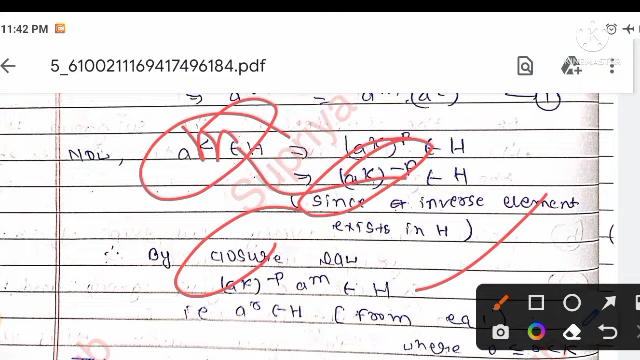 11:42 PM
5_6100211169417496184.pdf
KINEMASTER
Now, a^k ∈ H ⇒ (a^k)^p ∈ H
m
⇒ (a^k)^-p ∈ H
(Since a inverse element
exists in H)
∴ By closure law
(a^k)^-p a^m ∈ H
i.e a^r ∈ H (from eq
where 0 ≤ r < k
Supriya